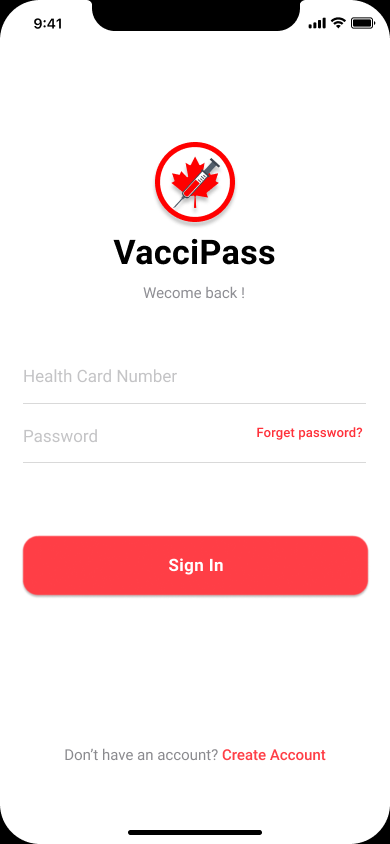 9:41
VacciPass
Wecome back !
Health Card Number
Password
Forget password?
Sign In
Don't have an account? Create Account